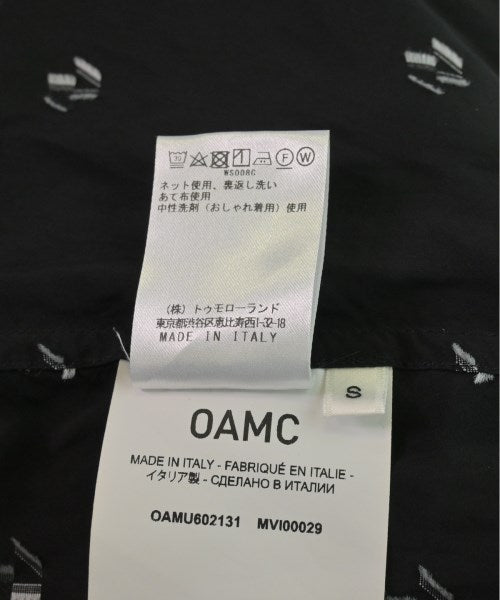 30 F W
WS008C
ネット使用、裏返し洗い
あて布使用
中性洗剤（おしゃれ着用）使用
（株）トゥモローランド
東京都渋谷区恵比寿西1-32-18
MADE IN ITALY
S
OAMC
MADE IN ITALY - FABRIQUÉ EN ITALIE -
イタリア製 - СДЕЛАНО В ИТАЛИИ
OAMU602131 MVI00029